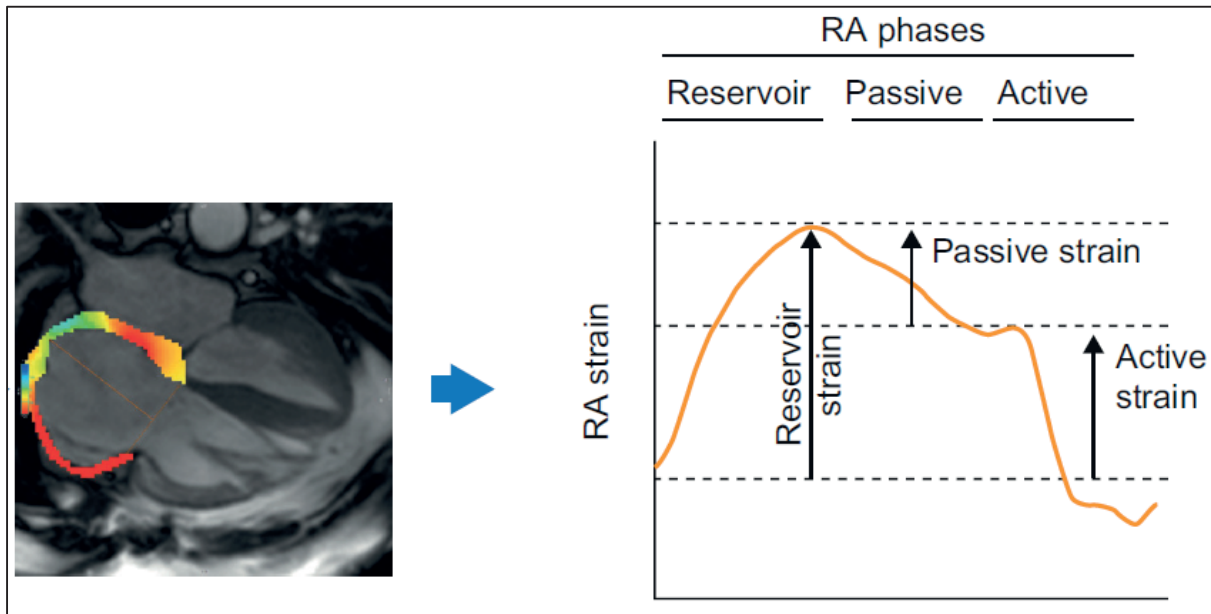 RA phases
Reservoir Passive Active
RA strain
Reservoir
strain
Passive strain
Active
strain